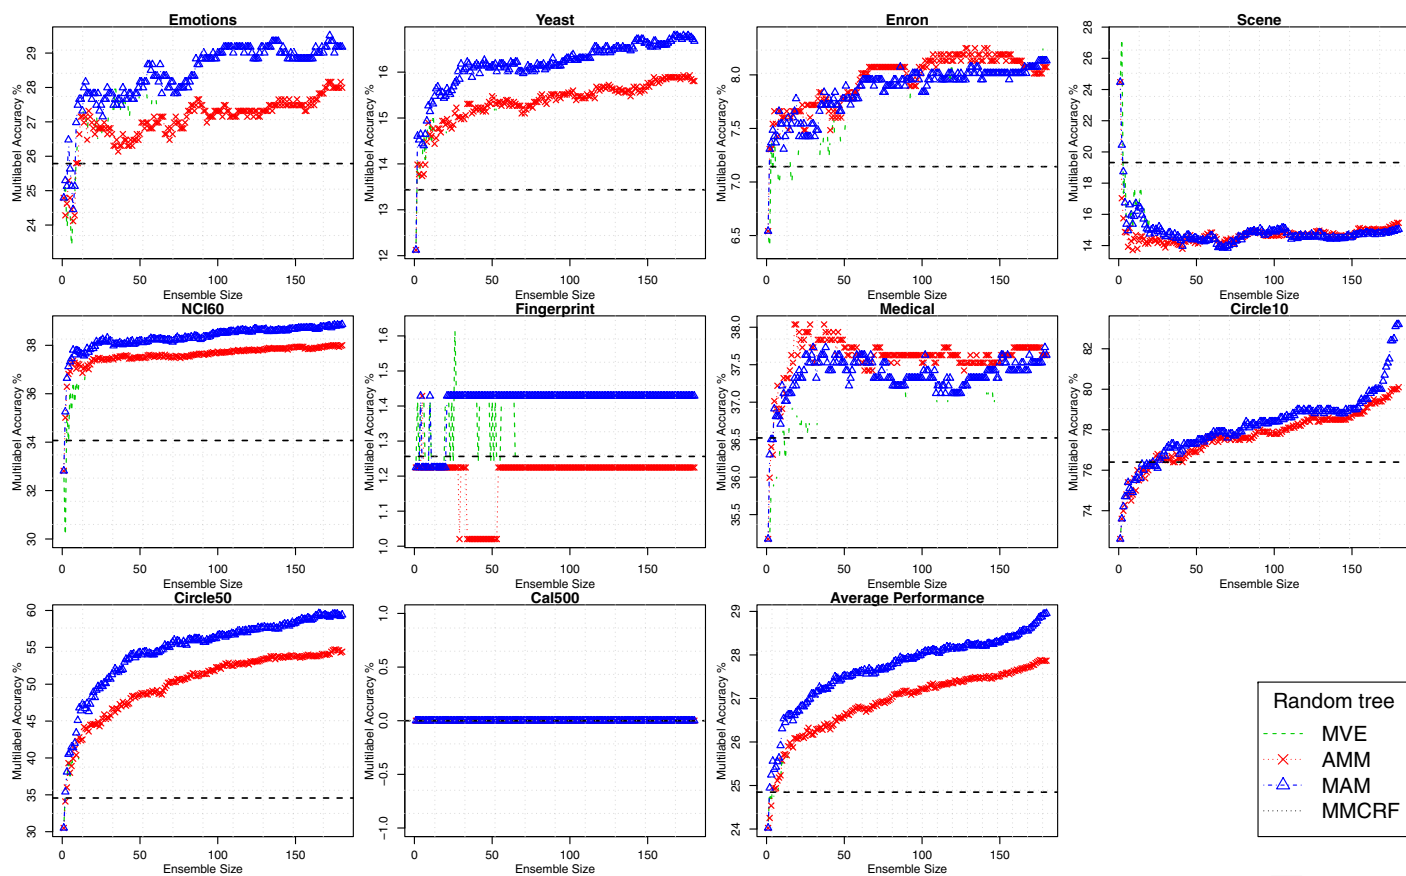 Emotions
Multilabel Accuracy %
24 25 26 27 28 29
0 50 100 150
Ensemble Size
Yeast
Multilabel Accuracy %
12 13 14 15 16
0 50 100 150
Ensemble Size
Enron
Multilabel Accuracy %
6.5 7.0 7.5 8.0
0 50 100 150
Ensemble Size
Scene
Multilabel Accuracy %
14 16 18 20 22 24 26 28
0 50 100 150
Ensemble Size
NCI60
Multilabel Accuracy %
30 32 34 36 38
0 50 100 150
Ensemble Size
Fingerprint
Multilabel Accuracy %
1.0 1.1 1.2 1.3 1.4 1.5 1.6
0 50 100 150
Ensemble Size
Medical
Multilabel Accuracy %
35.5 36.0 36.5 37.0 37.5 38.0
0 50 100 150
Ensemble Size
Circle10
Multilabel Accuracy %
74 76 78 80 82
0 50 100 150
Ensemble Size
Circle50
Multilabel Accuracy %
30 35 40 45 50 55 60
0 50 100 150
Ensemble Size
Cal500
Multilabel Accuracy %
−1.0 −0.5 0.0 0.5 1.0
0 50 100 150
Ensemble Size
Average Performance
Multilabel Accuracy %
24 25 26 27 28 29
0 50 100 150
Ensemble Size
Random tree
MVE
AMM
MAM
MMCRF